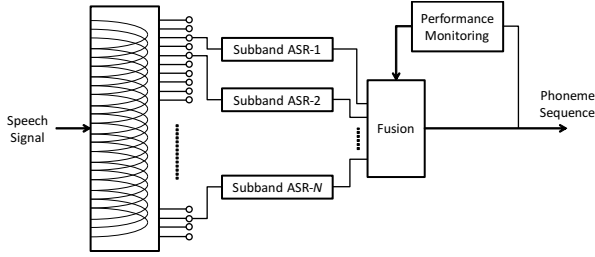 Speech
Signal
Subband ASR-1
Subband ASR-2
Subband ASR-N
Fusion
Performance
Monitoring
Phoneme
Sequence